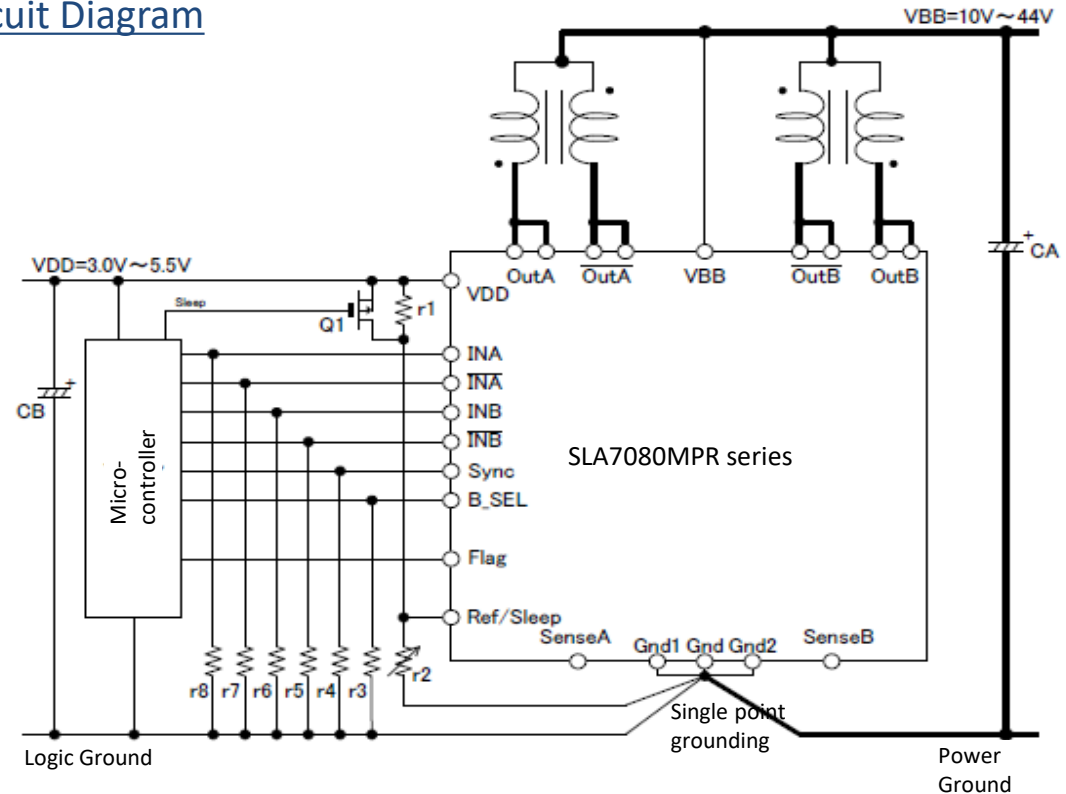 cuit Diagram
VBB=10V～44V
CA
VDD=3.0V～5.5V
OutA
OutA
VBB
OutB
OutB
VDD
Sleep
Q1
r1
INA
INA
INB
INB
Sync
B_SEL
Flag
Ref/Sleep
CB
Micro-
controller
SLA7080MPR series
SenseA
Gnd1 Gnd Gnd2
SenseB
r8 r7 r6 r5 r4 r3 r2
Single point
grounding
Logic Ground
Power
Ground